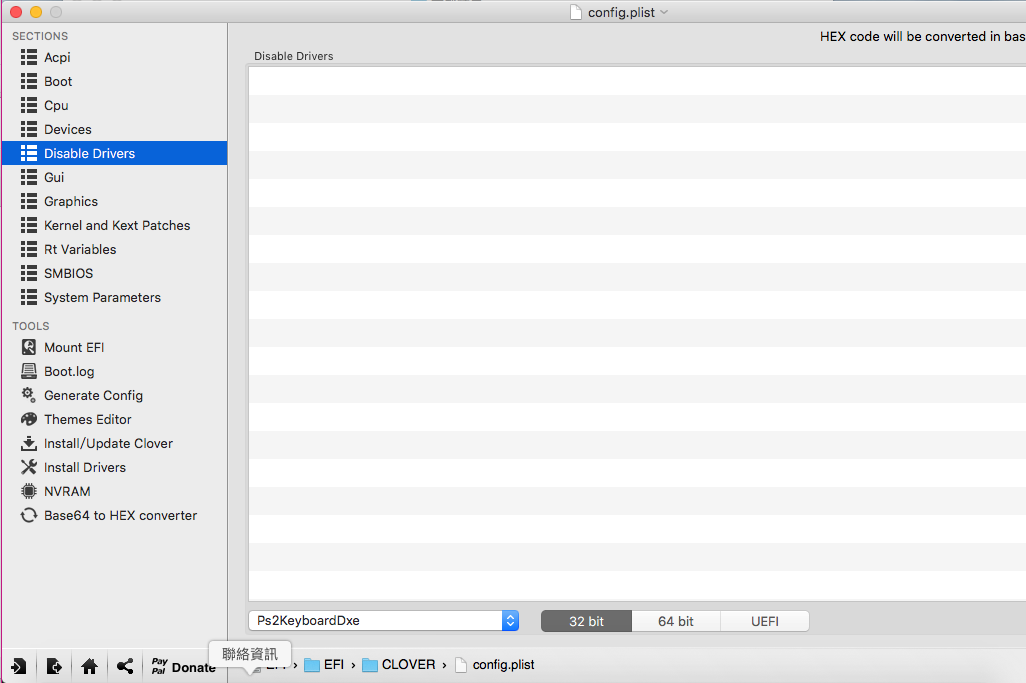 config.plist
SECTIONS
HEX code will be converted in bas
Acpi
Disable Drivers
Boot
Cpu
Devices
Disable Drivers
Gui
Graphics
Kernel and Kext Patches
Rt Variables
SMBIOS
System Parameters
TOOLS
Mount EFI
Boot.log
Generate Config
Themes Editor
Install/Update Clover
Install Drivers
NVRAM
Base64 to HEX converter
Ps2KeyboardDxe
32 bit
64 bit
UEFI
聯絡資訊
Pay
Pal
Donate
EFI › EFI › CLOVER › config.plist